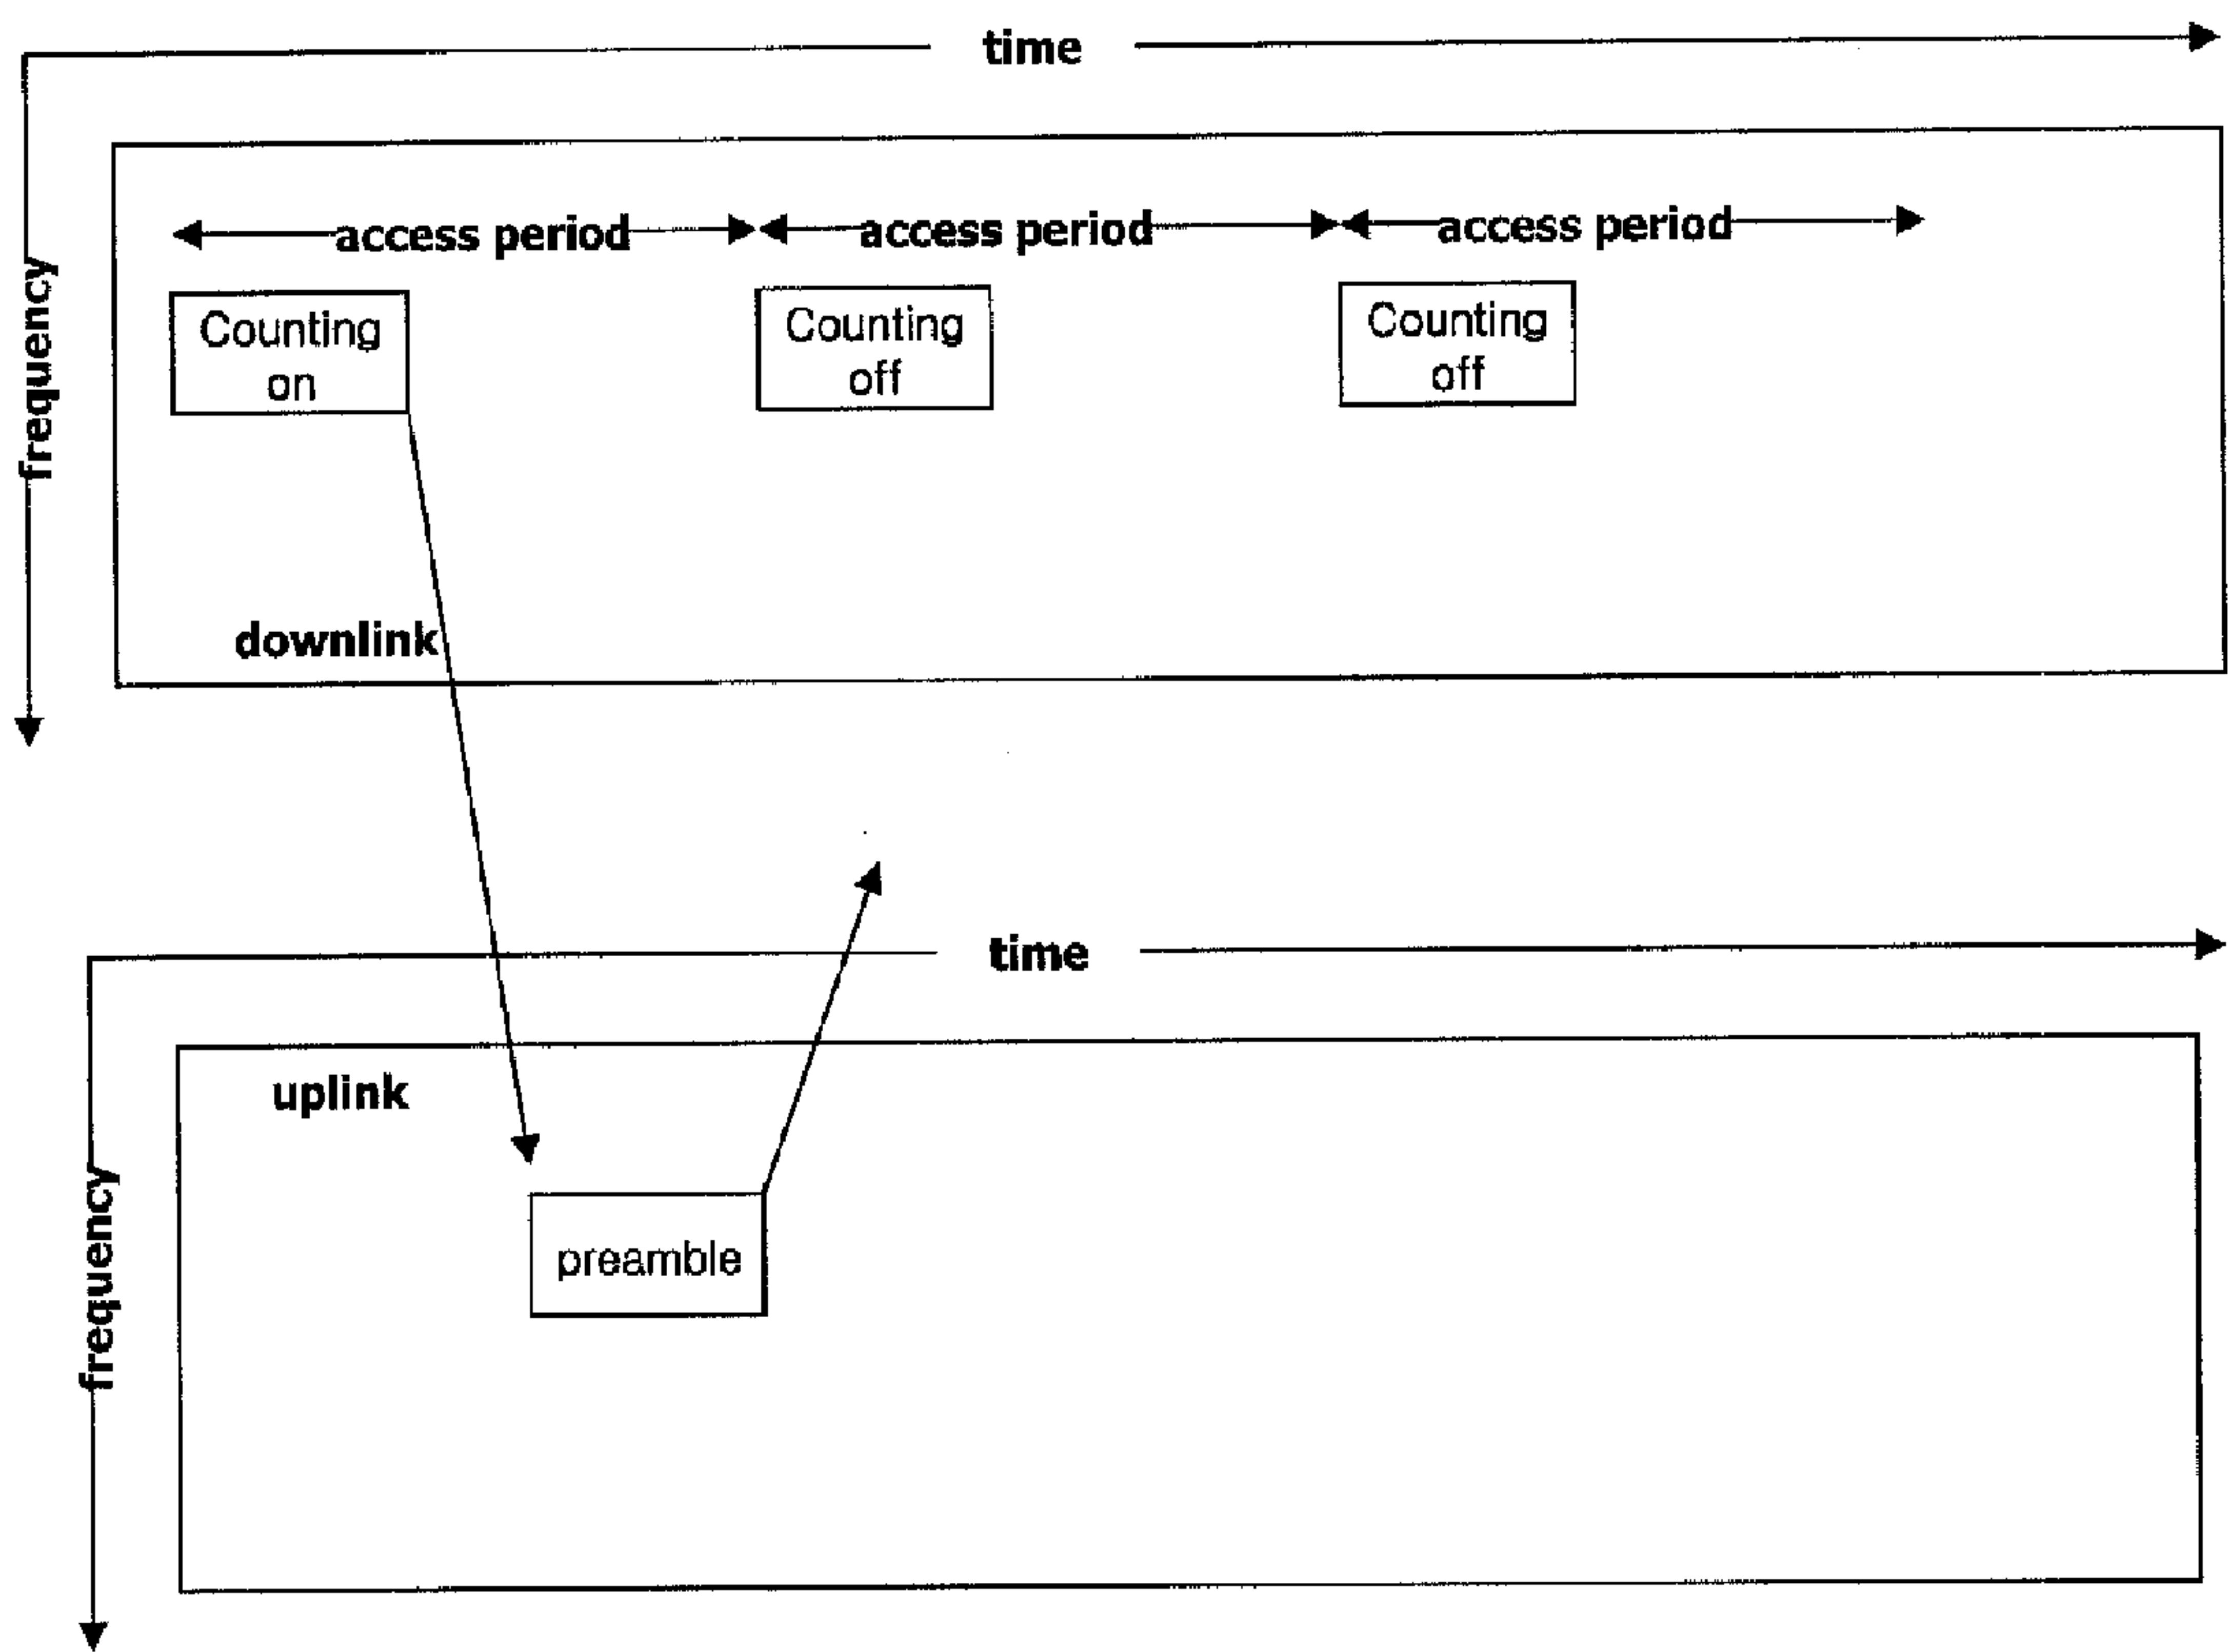 time
access period access period access period
frequency
Counting
on
Counting
off
Counting
off
downlink
time
uplink
frequency
preamble